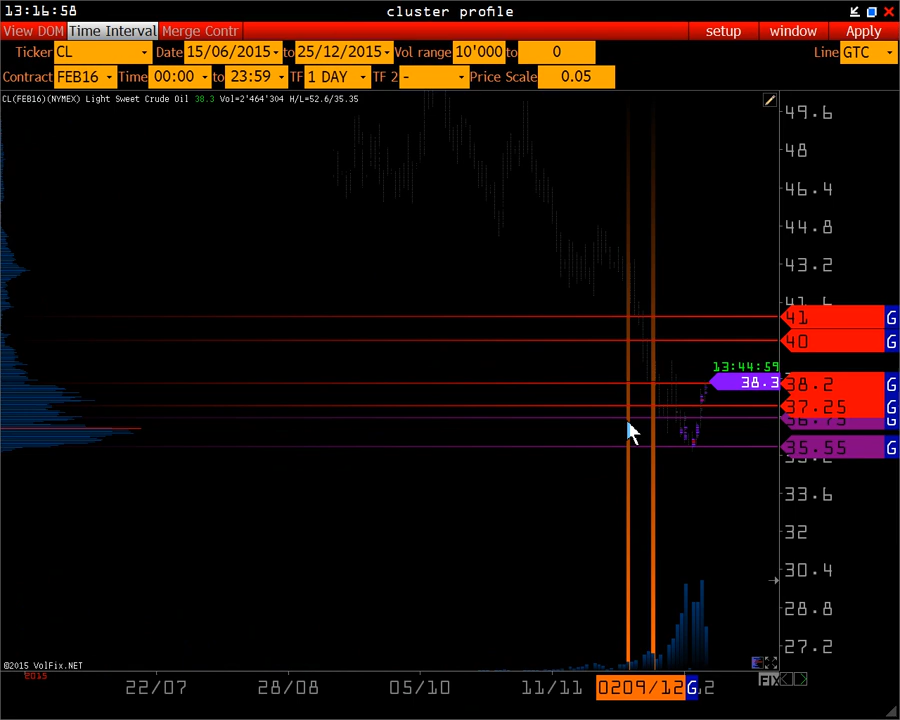 13:16:58 cluster profile
View DOM Time Interval Merge Contr setup window Apply
Ticker CL Date 15/06/2015 to 25/12/2015 Vol range 10'000 to 0 Line GTC
Contract FEB16 Time 00:00 to 23:59 TF 1 DAY TF 2 - Price Scale 0.05
CL(FEB16)(NYMEX) Light Sweet Crude Oil 38.3 Vol=2'464'304 H/L=52.6/35.35
49.6
48
46.4
44.8
43.2
41 G
40 G
13:44:59
38.3 38.2 G
37.25 G
G
35.55 G
33.6
32
30.4
28.8
27.2
©2015 VolFix.NET
2015
FIX
22/07 28/08 05/10 11/11 0209/12 G